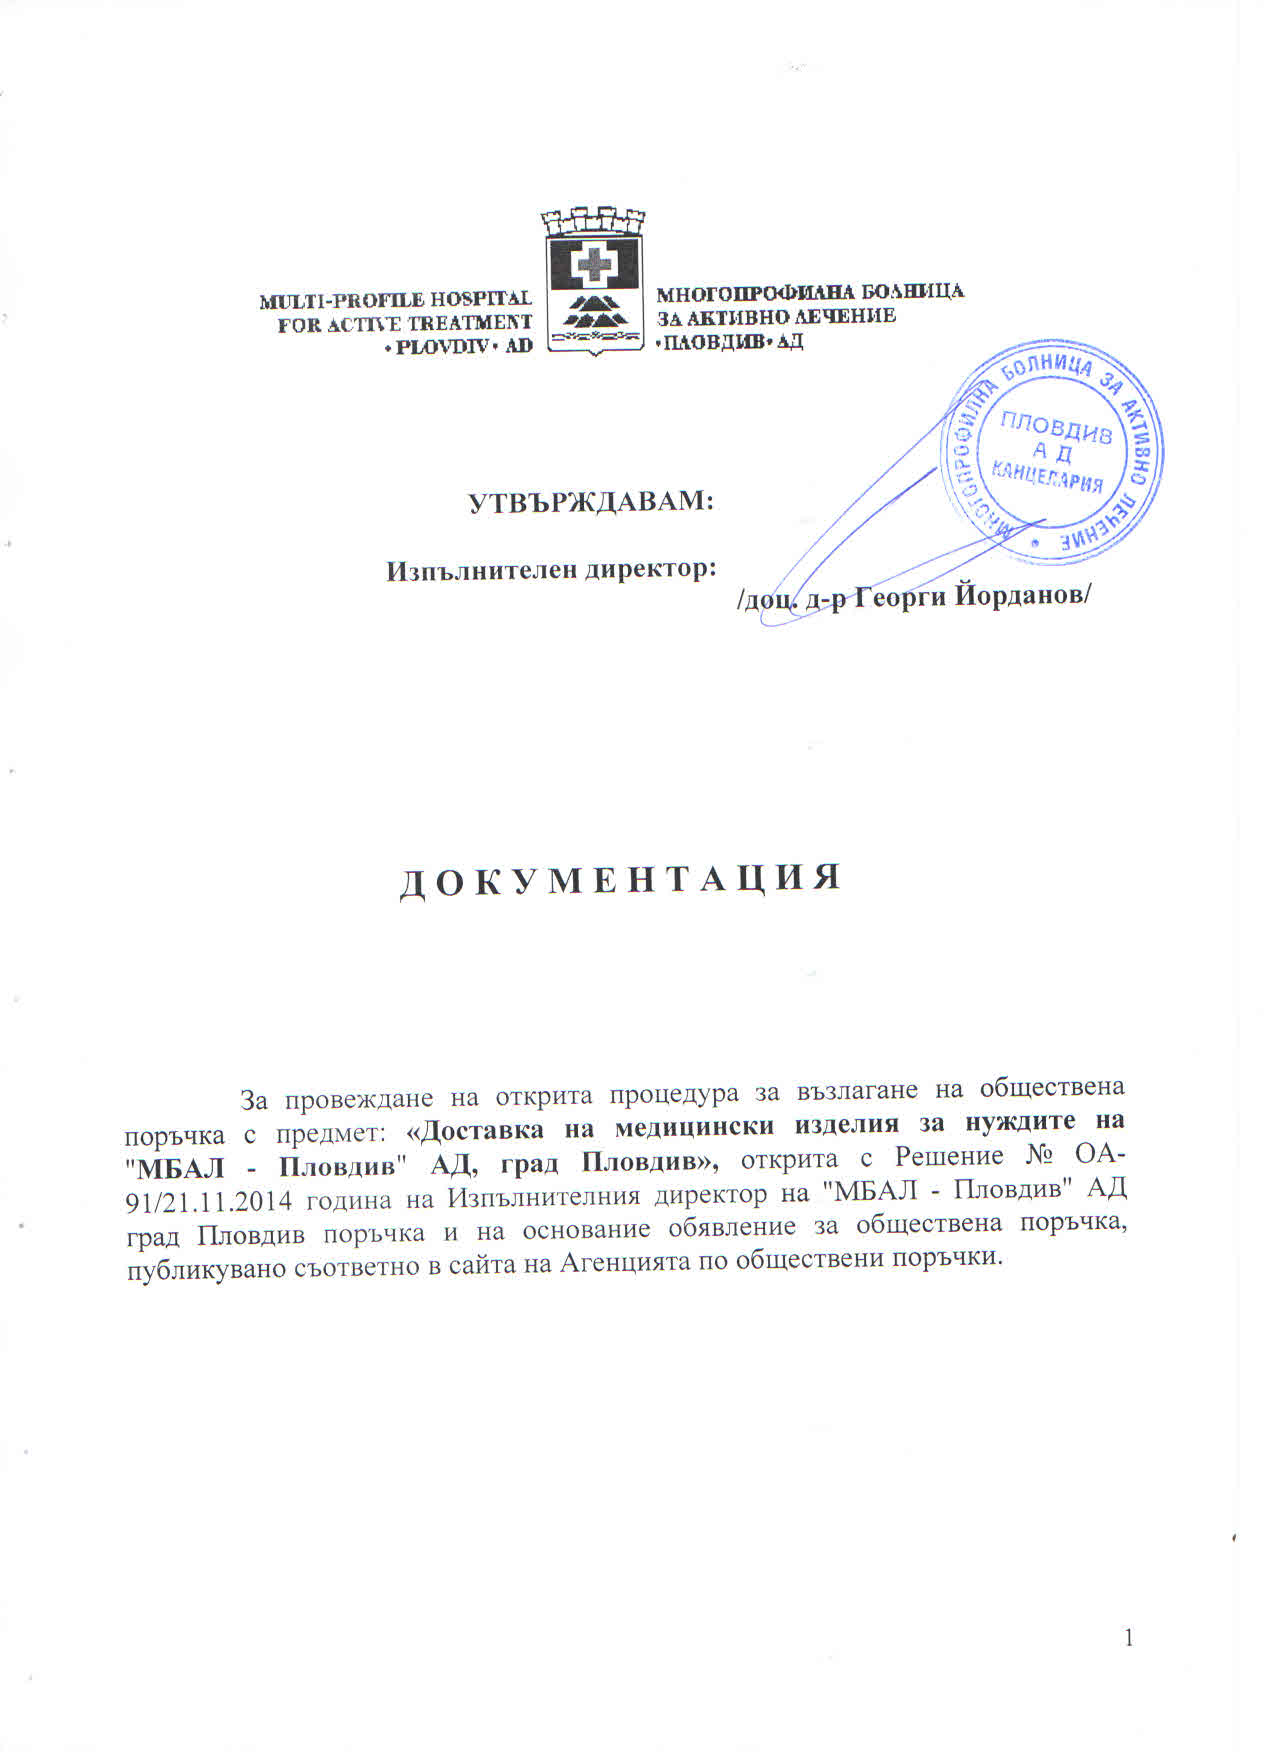 MULTI-PROFILE HOSPITAL
FOR ACTIVE TREATMENT
• PLOVDIV • AD
МНОГОПРОФИЛНА БОЛНИЦА
ЗА АКТИВНО ЛЕЧЕНИЕ
•ПЛОВДИВ• АД
МНОГОПРОФИЛНА БОЛНИЦА ЗА АКТИВНО ЛЕЧЕНИЕ •
ПЛОВДИВ
А Д
КАНЦЕЛАРИЯ
УТВЪРЖДАВАМ:
Изпълнителен директор:
/доц. д-р Георги Йорданов/
Д О К У М Е Н Т А Ц И Я
За провеждане на открита процедура за възлагане на обществена
поръчка с предмет: «Доставка на медицински изделия за нуждите на
"МБАЛ - Пловдив" АД, град Пловдив», открита с Решение № ОА-
91/21.11.2014 година на Изпълнителния директор на "МБАЛ - Пловдив" АД
град Пловдив поръчка и на основание обявление за обществена поръчка,
публикувано съответно в сайта на Агенцията по обществени поръчки.
1